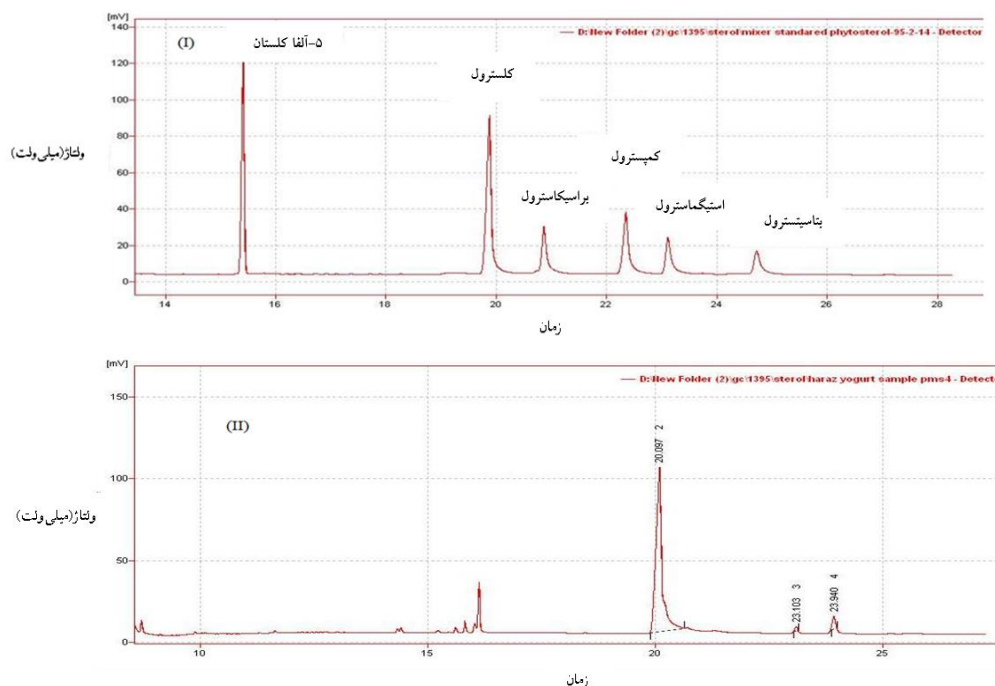 [mV]
140
D:\New Folder (2)\gc\1395\sterol\mixer standared phytosterol-95-2-14 - Detector
(I)
۵-آلفا کلستان
120
کلسترول
100
80
ولتاژ(میلی ولت)
کمپسترول
60
براسیکاسترول
استیگماسترول
بتاسیتسترول
40
20
0
14 16 18 20 22 24 26 28
زمان
[mV]
D:\New Folder (2)\gc\1395\sterol\haraz yogurt sample pms4 - Detecto
150
(II)
20.097 2
100
ولتاژ(میلی ولت)
50
23.103 3
23.940 4
0
10 15 20 25
زمان